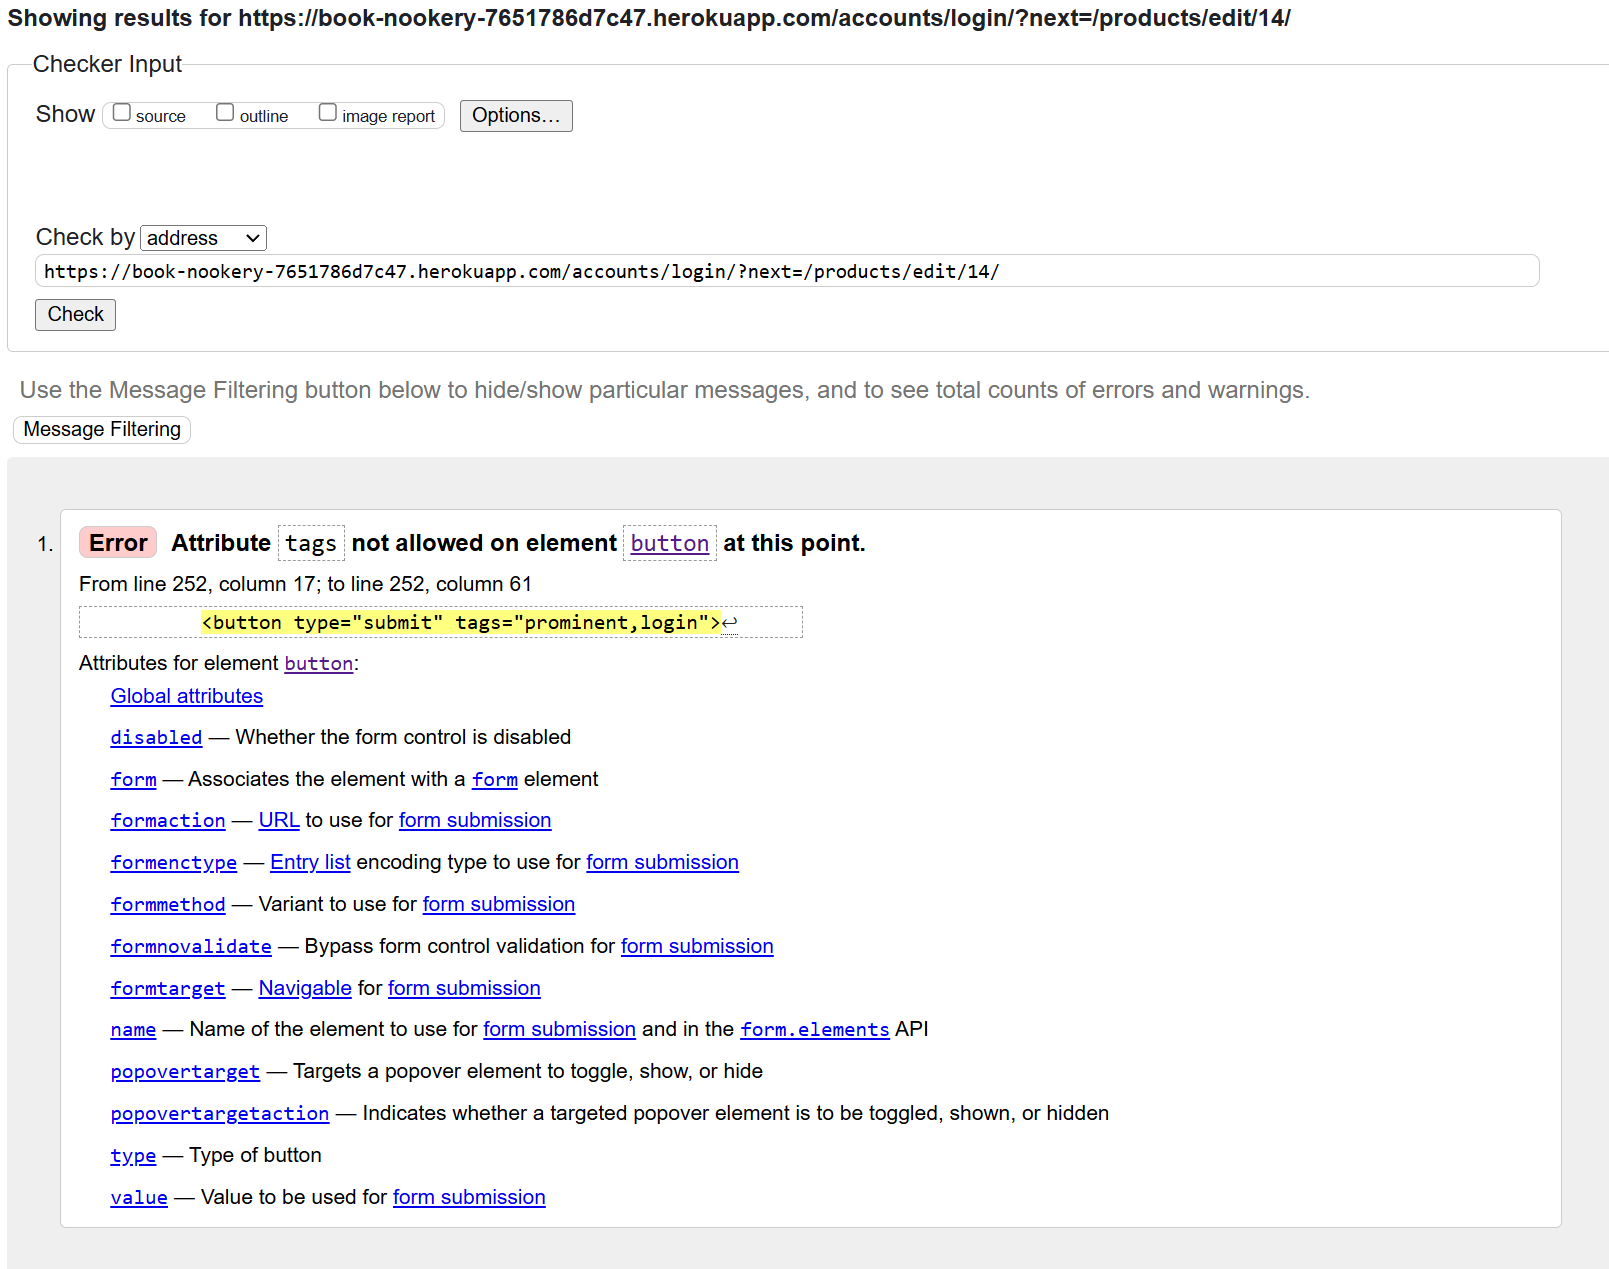 Showing results for https://book-nookery-7651786d7c47.herokuapp.com/accounts/login/?next=/products/edit/14/
Checker Input
Show source outline image report Options...
Check by address
https://book-nookery-7651786d7c47.herokuapp.com/accounts/login/?next=/products/edit/14/
Check
Use the Message Filtering button below to hide/show particular messages, and to see total counts of errors and warnings.
Message Filtering
1. Error Attribute tags not allowed on element button at this point.
From line 252, column 17; to line 252, column 61
<button type="submit" tags="prominent,login">↩
Attributes for element button:
Global attributes
disabled — Whether the form control is disabled
form — Associates the element with a form element
formaction — URL to use for form submission
formenctype — Entry list encoding type to use for form submission
formmethod — Variant to use for form submission
formnovalidate — Bypass form control validation for form submission
formtarget — Navigable for form submission
name — Name of the element to use for form submission and in the form.elements API
popovertarget — Targets a popover element to toggle, show, or hide
popovertargetaction — Indicates whether a targeted popover element is to be toggled, shown, or hidden
type — Type of button
value — Value to be used for form submission